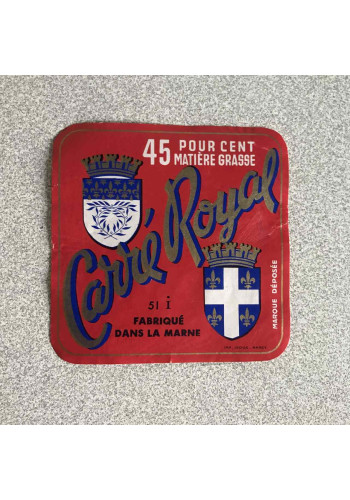 45 POUR CENT
MATIÈRE GRASSE
Carré Royal
51 i
FABRIQUÉ
DANS LA MARNE
MARQUE DÉPOSÉE